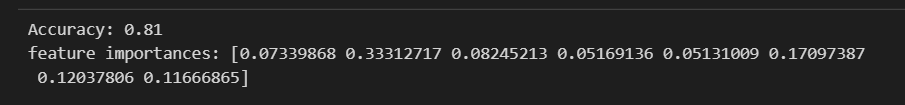 Accuracy: 0.81
feature importances: [0.07339868 0.33312717 0.08245213 0.05169136 0.05131009 0.17097387
 0.12037806 0.11666865]